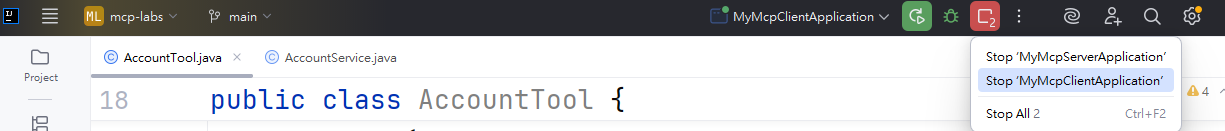 IJ ML mcp-labs main MyMcpClientApplication 2
Project
AccountTool.java AccountService.java
18 public class AccountTool {
Stop ‘MyMcpServerApplication’
Stop ‘MyMcpClientApplication’
Stop All 2 Ctrl+F2
4